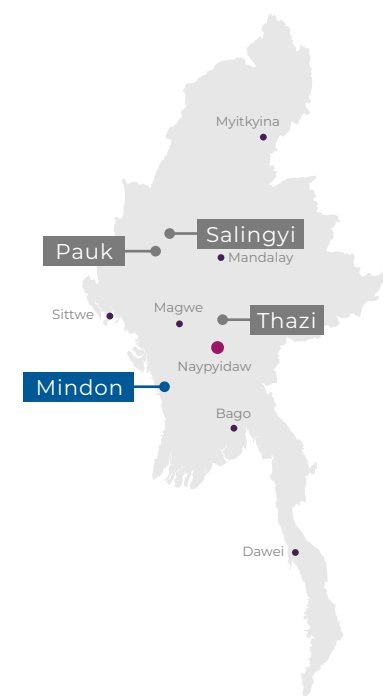 Myitkyina
Salingyi
Pauk
Mandalay
Magwe
Sittwe
Thazi
Naypyidaw
Mindon
Bago
Dawei